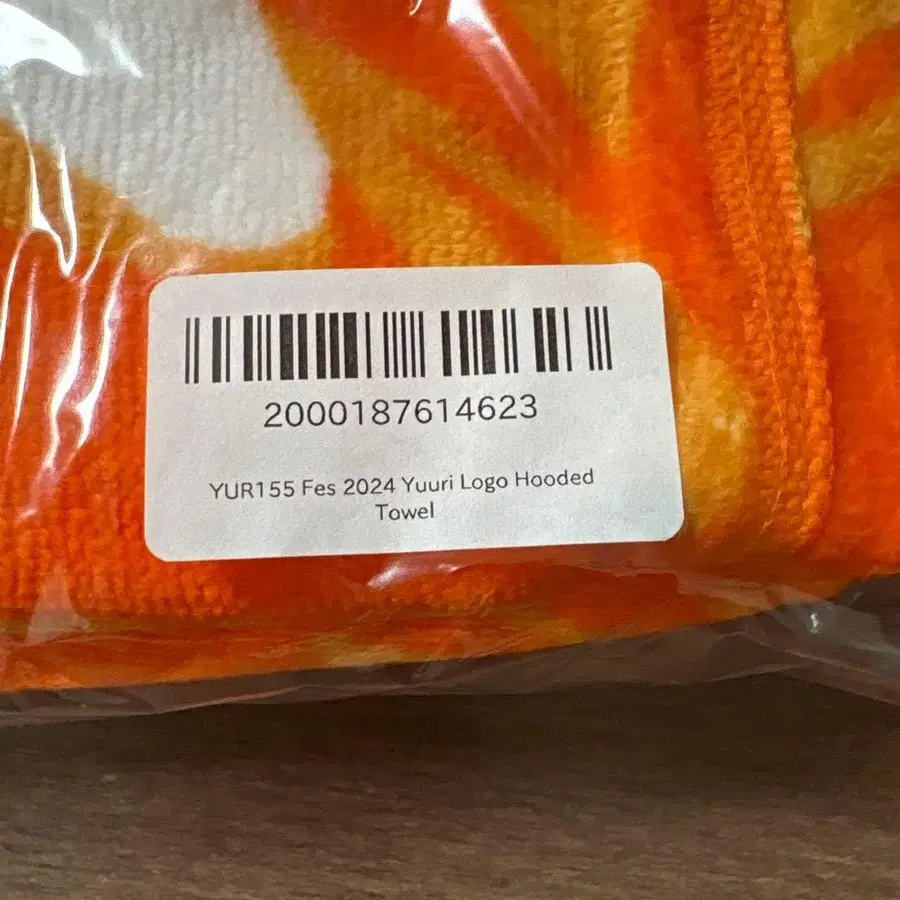 2000187614623
YUR155 Fes 2024 Yuuri Logo Hooded
Towel